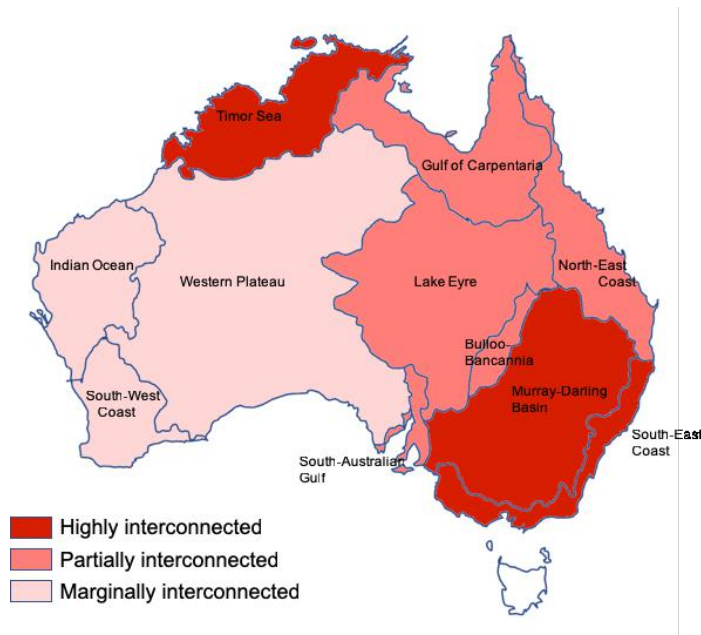 Timor Sea
Gulf of Carpentaria
Indian Ocean
Western Plateau
Lake Eyre
North-East
Coast
Bulloo-
Bancannia
South-West
Coast
Murray-Darling
Basin
South-East
Coast
South-Australian
Gulf
Highly interconnected
Partially interconnected
Marginally interconnected